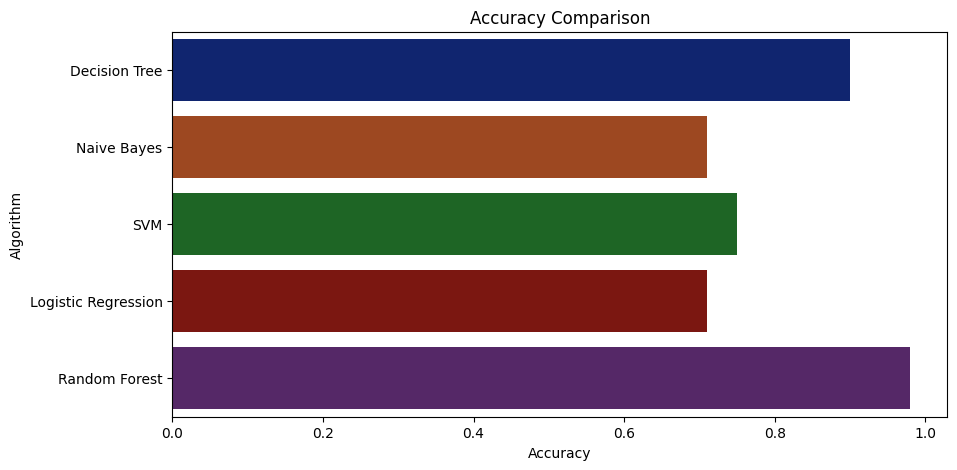 Accuracy Comparison
Decision Tree
Naive Bayes
SVM
Logistic Regression
Random Forest
Algorithm
0.0 0.2 0.4 0.6 0.8 1.0
Accuracy